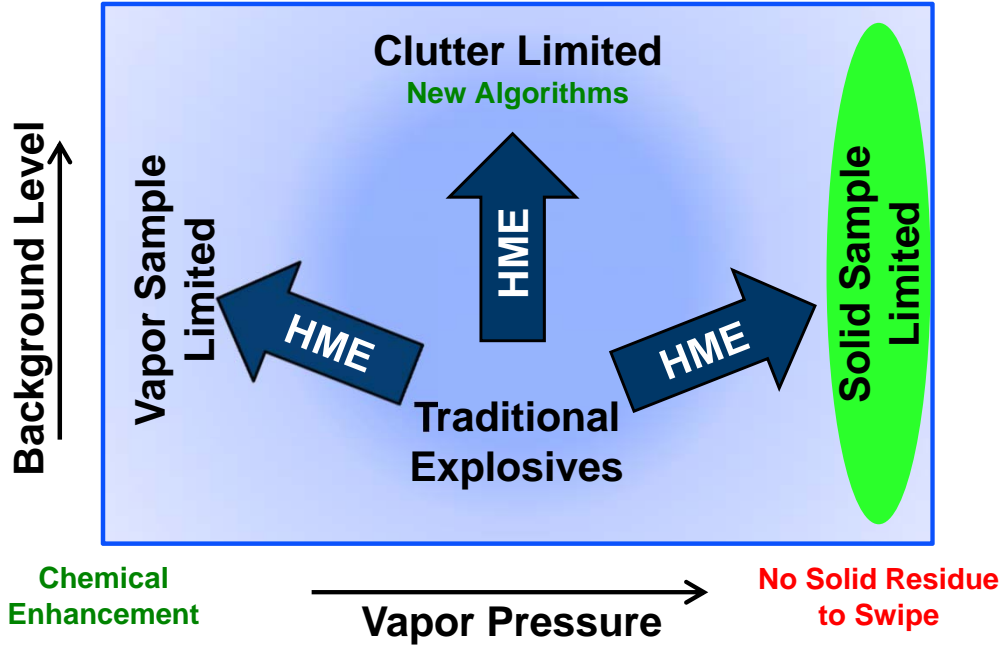 Clutter Limited
New Algorithms
Background Level
Vapor Sample
Limited
HME
HME
HME
Solid Sample
Limited
Traditional
Explosives
Chemical
Enhancement
Vapor Pressure
No Solid Residue
to Swipe